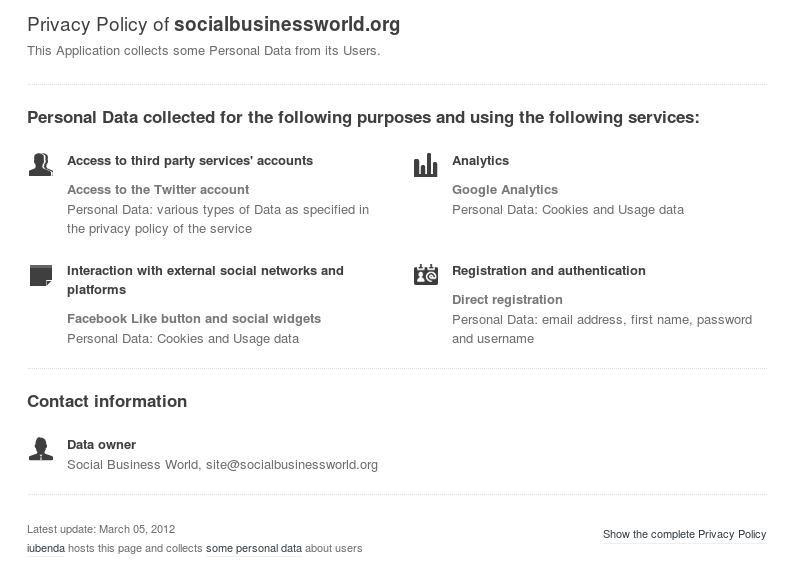 Privacy Policy of socialbusinessworld.org
This Application collects some Personal Data from its Users.
Personal Data collected for the following purposes and using the following services:
Access to third party services' accounts
Access to the Twitter account
Personal Data: various types of Data as specified in
the privacy policy of the service
Analytics
Google Analytics
Personal Data: Cookies and Usage data
Interaction with external social networks and
platforms
Facebook Like button and social widgets
Personal Data: Cookies and Usage data
Registration and authentication
Direct registration
Personal Data: email address, first name, password
and username
Contact information
Data owner
Social Business World, site@socialbusinessworld.org
Latest update: March 05, 2012
iubenda hosts this page and collects some personal data about users
Show the complete Privacy Policy